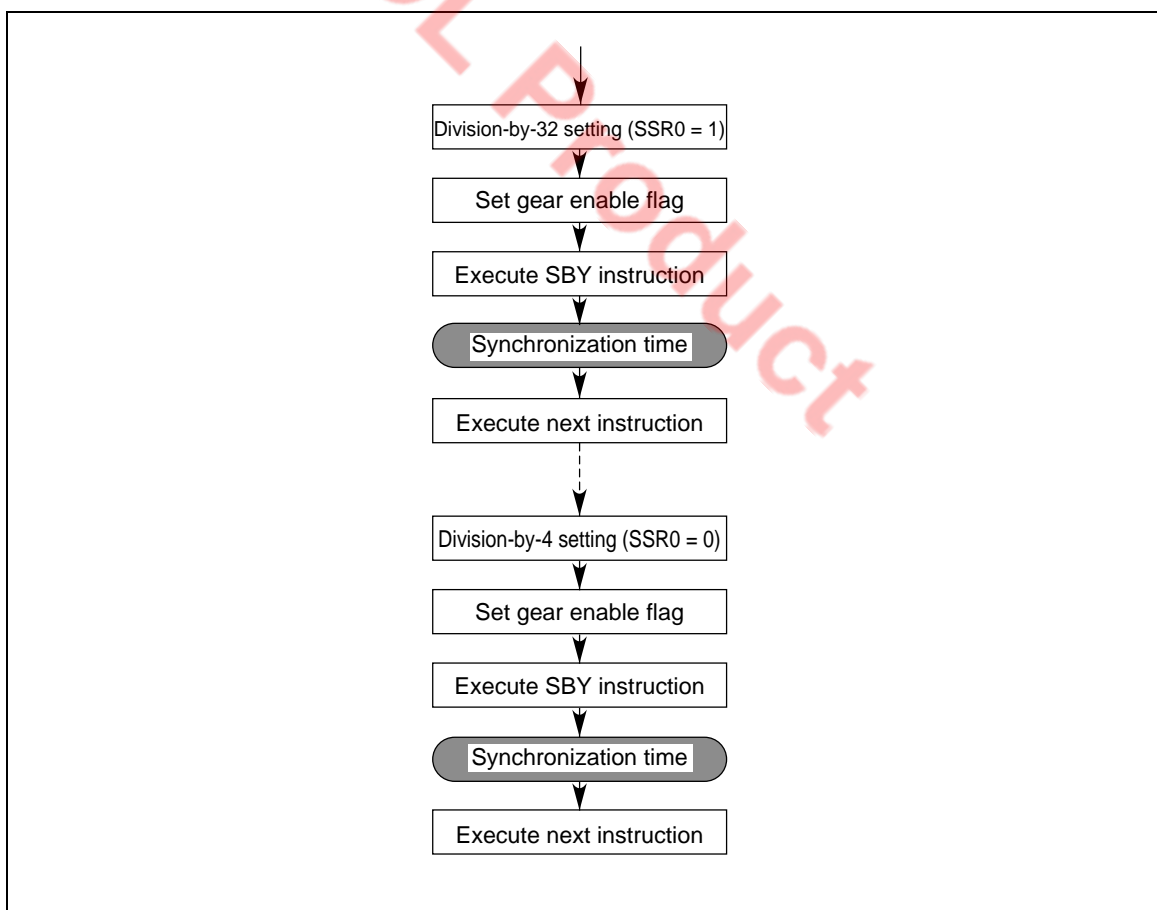 L Product
Division-by-32 setting (SSR0 = 1)
Set gear enable flag
Execute SBY instruction
Synchronization time
Execute next instruction
Division-by-4 setting (SSR0 = 0)
Set gear enable flag
Execute SBY instruction
Synchronization time
Execute next instruction